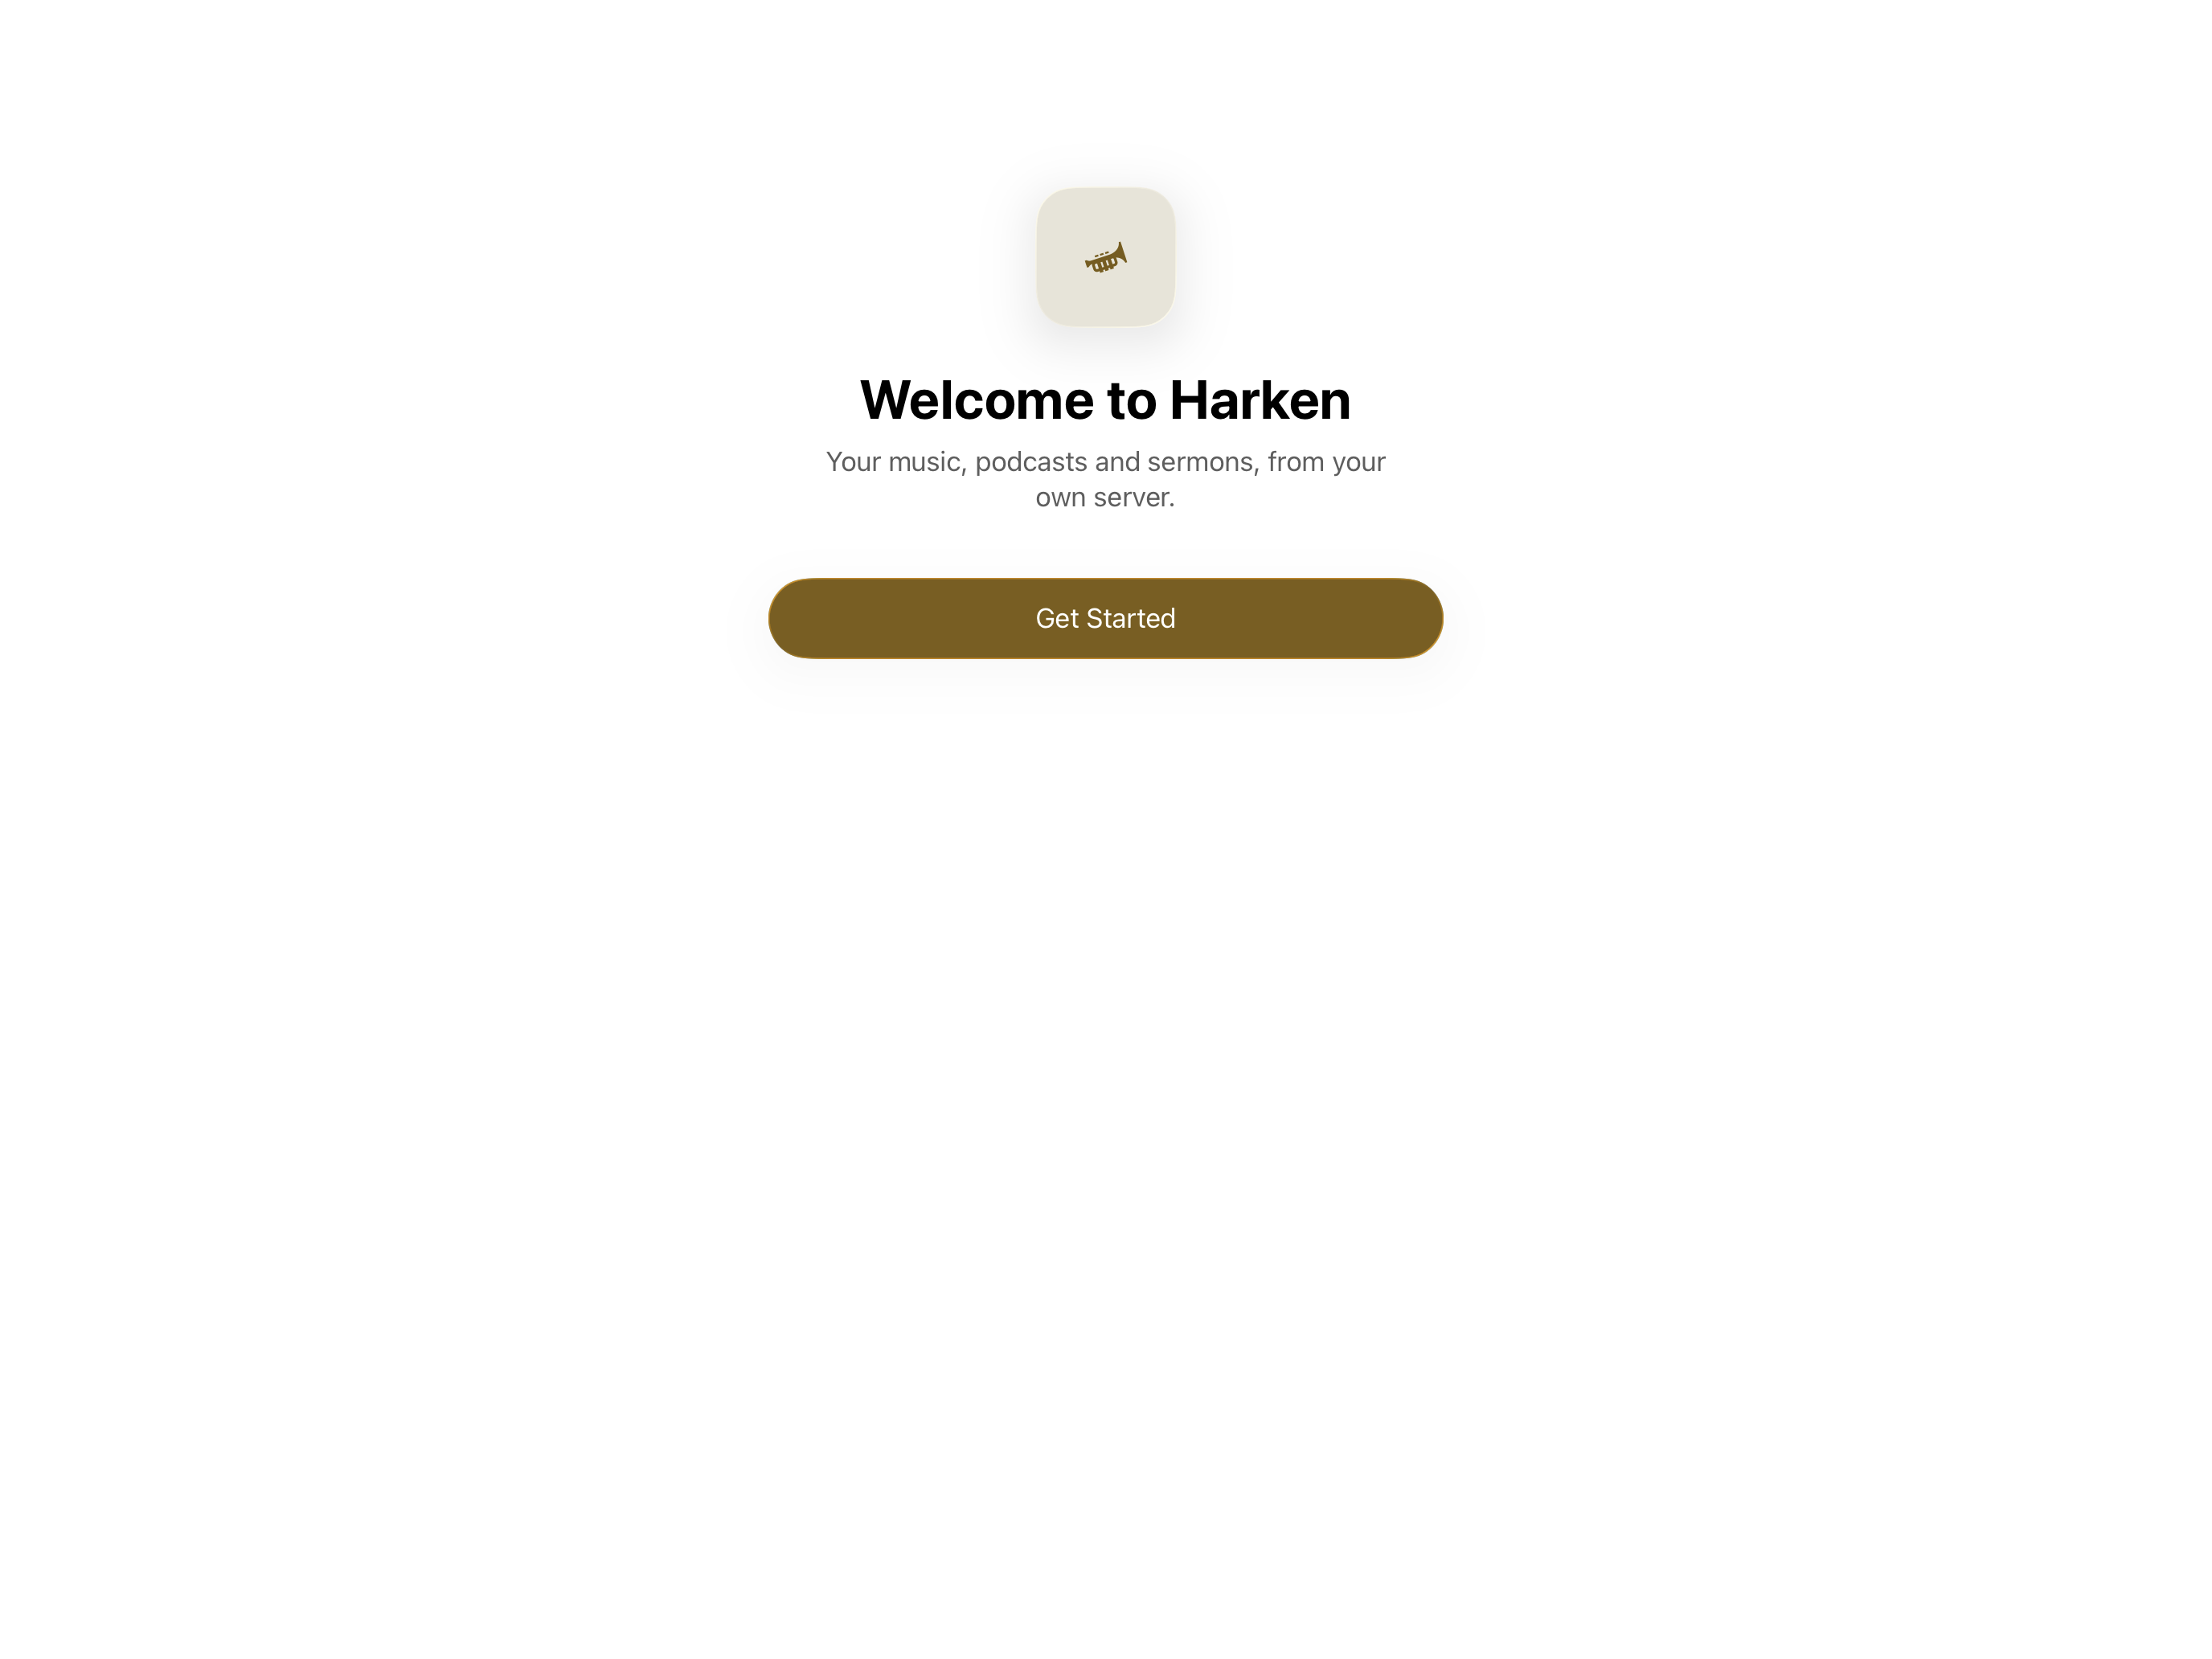 Welcome to Harken
Your music, podcasts and sermons, from your
own server.
Get Started